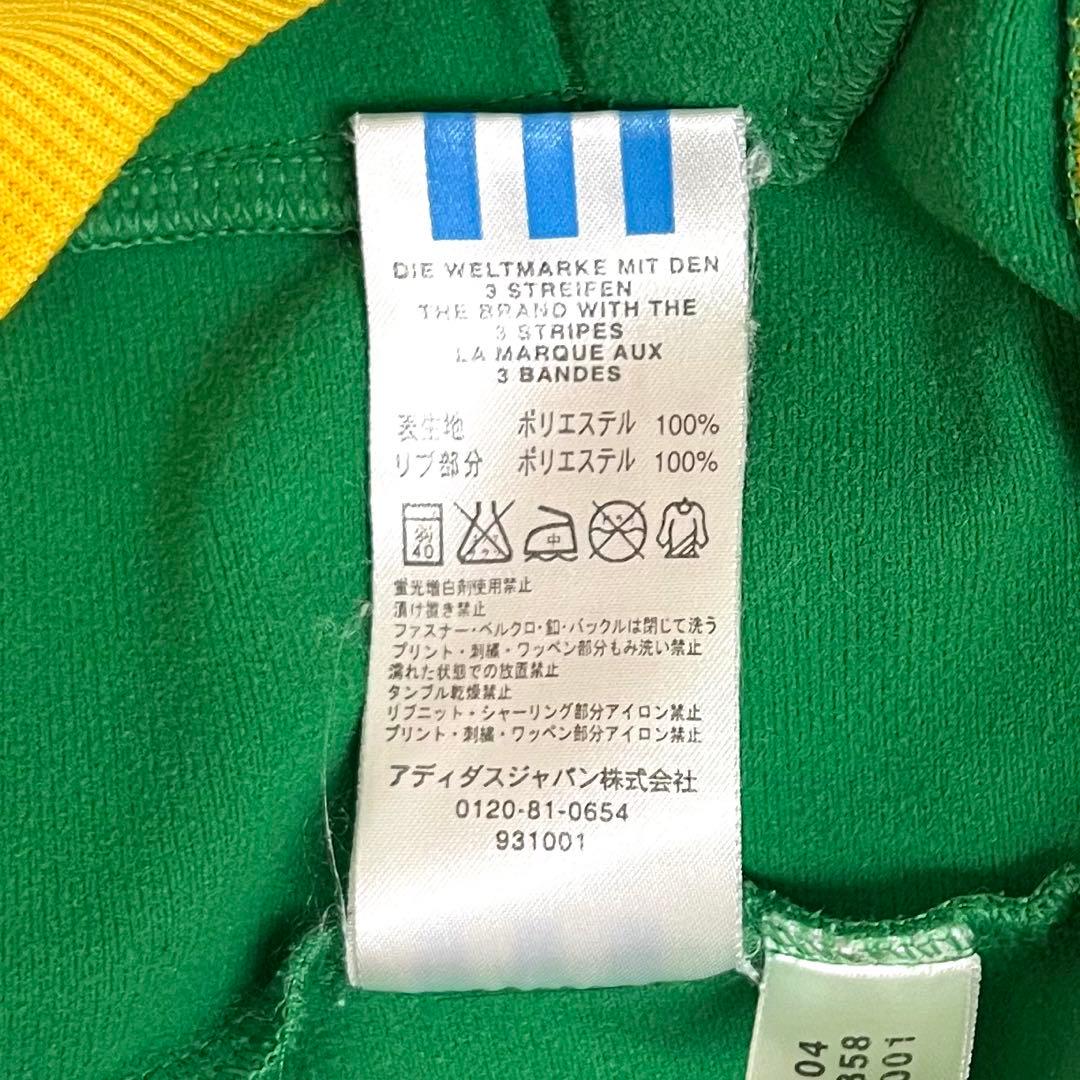 DIE WELTMARKE MIT DEN
3 STREIFEN
THE BRAND WITH THE
3 STRIPES
LA MARQUE AUX
3 BANDES
表生地 ポリエステル 100%
リブ部分 ポリエステル 100%
40 中
蛍光増白剤使用禁止
漬け置き禁止
ファスナー・ベルクロ・釦・バックルは閉じて洗う
プリント・刺繍・ワッペン部分もみ洗い禁止
濡れた状態での放置禁止
タンブル乾燥禁止
リブニット・シャーリング部分アイロン禁止
プリント・刺繍・ワッペン部分アイロン禁止
アディダスジャパン株式会社
0120-81-0654
931001
04
358
001